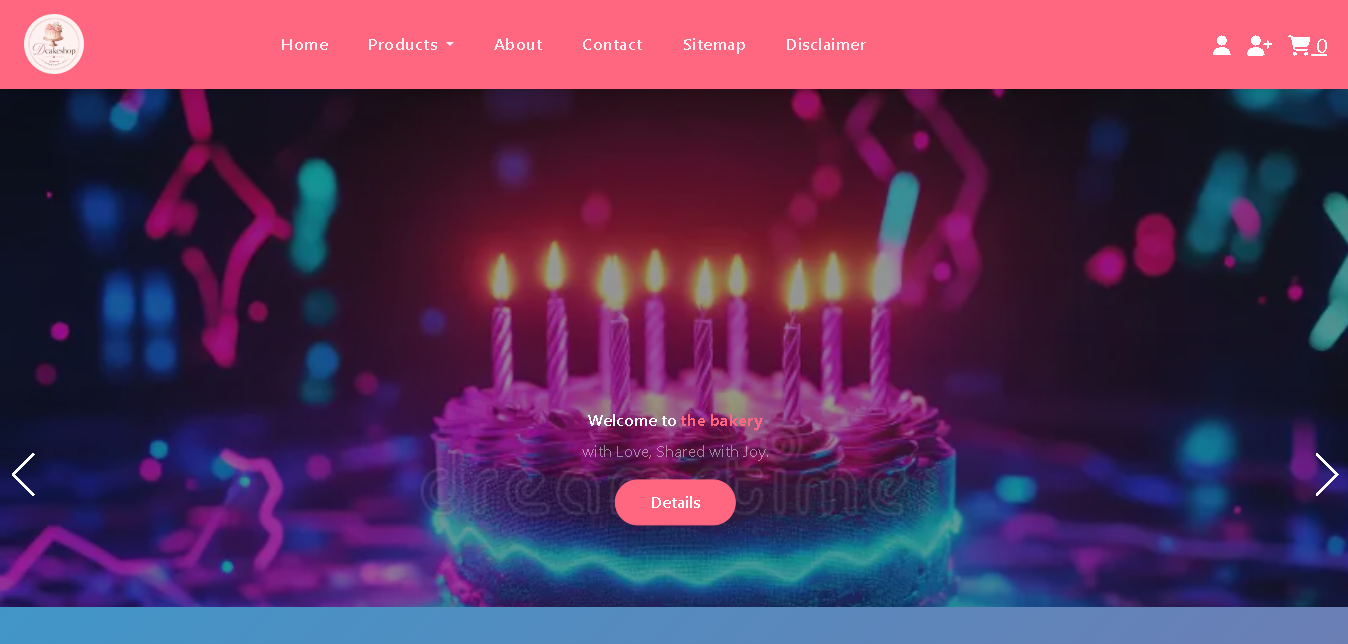 Dcakeshop
Home Products About Contact Sitemap Disclaimer
0
Welcome to the bakery
with Love, Shared with Joy.
dreamstime
Details